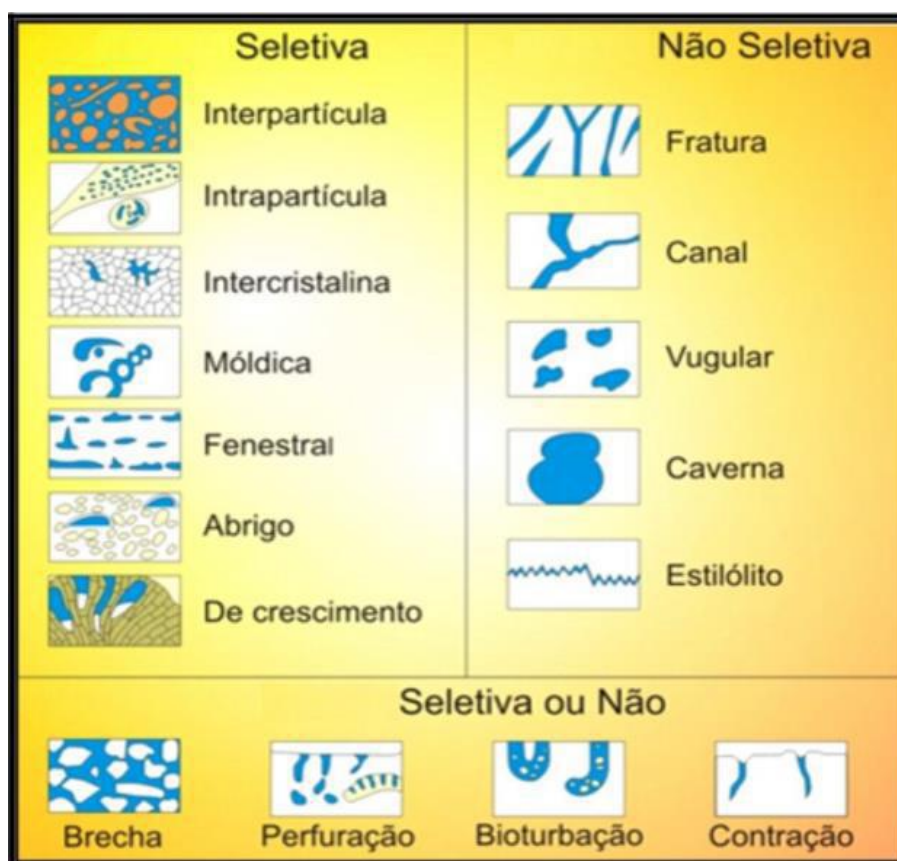 Seletiva
Interpartícula
Intrapartícula
Intercristalina
Móldica
Fenestral
Abrigo
De crescimento
Não Seletiva
Fratura
Canal
Vugular
Caverna
Estilólito
Seletiva ou Não
Brecha
Perfuração
Bioturbação
Contração